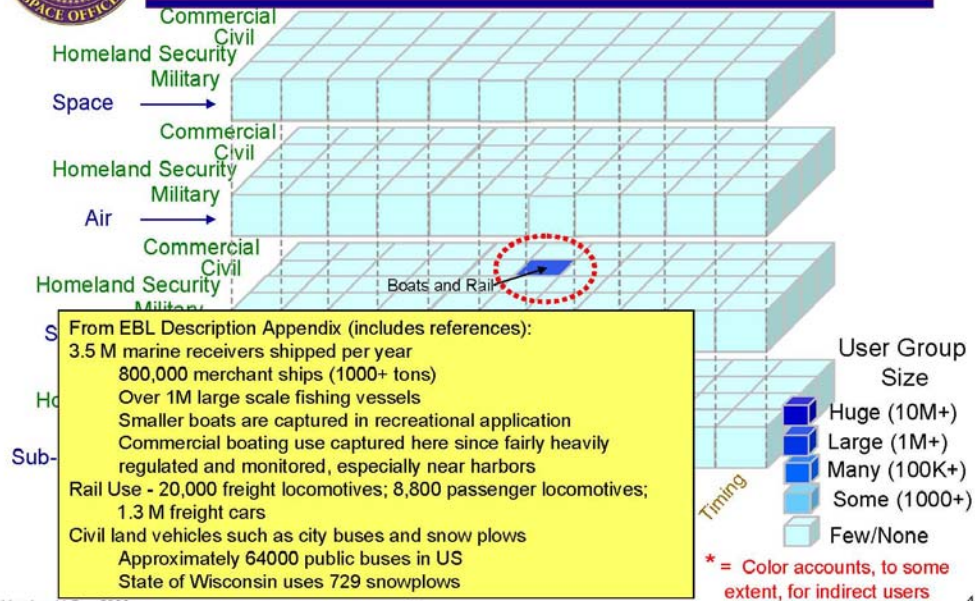 SPACE OFFICE
Commercial
Civil
Homeland Security
Military
Space
Commercial
Civil
Homeland Security
Military
Air
Commercial
Civil
Homeland Security
Military
Boats and Rail
From EBL Description Appendix (includes references):
3.5 M marine receivers shipped per year
800,000 merchant ships (1000+ tons)
Over 1M large scale fishing vessels
Smaller boats are captured in recreational application
Commercial boating use captured here since fairly heavily
regulated and monitored, especially near harbors
Rail Use - 20,000 freight locomotives; 8,800 passenger locomotives;
1.3 M freight cars
Civil land vehicles such as city buses and snow plows
Approximately 64000 public buses in US
State of Wisconsin uses 729 snowplows
Sub-
Timing
User Group
Size
Huge (10M+)
Large (1M+)
Many (100K+)
Some (1000+)
Few/None
* = Color accounts, to some
extent, for indirect users